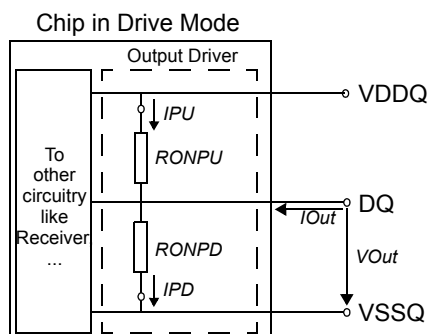 Chip in Drive Mode
Output Driver
VDDQ
IPU
To
other
circuitry
like
Receiver
...
RONPU
DQ
IOut
RONPD
VOut
IPD
VSSQ